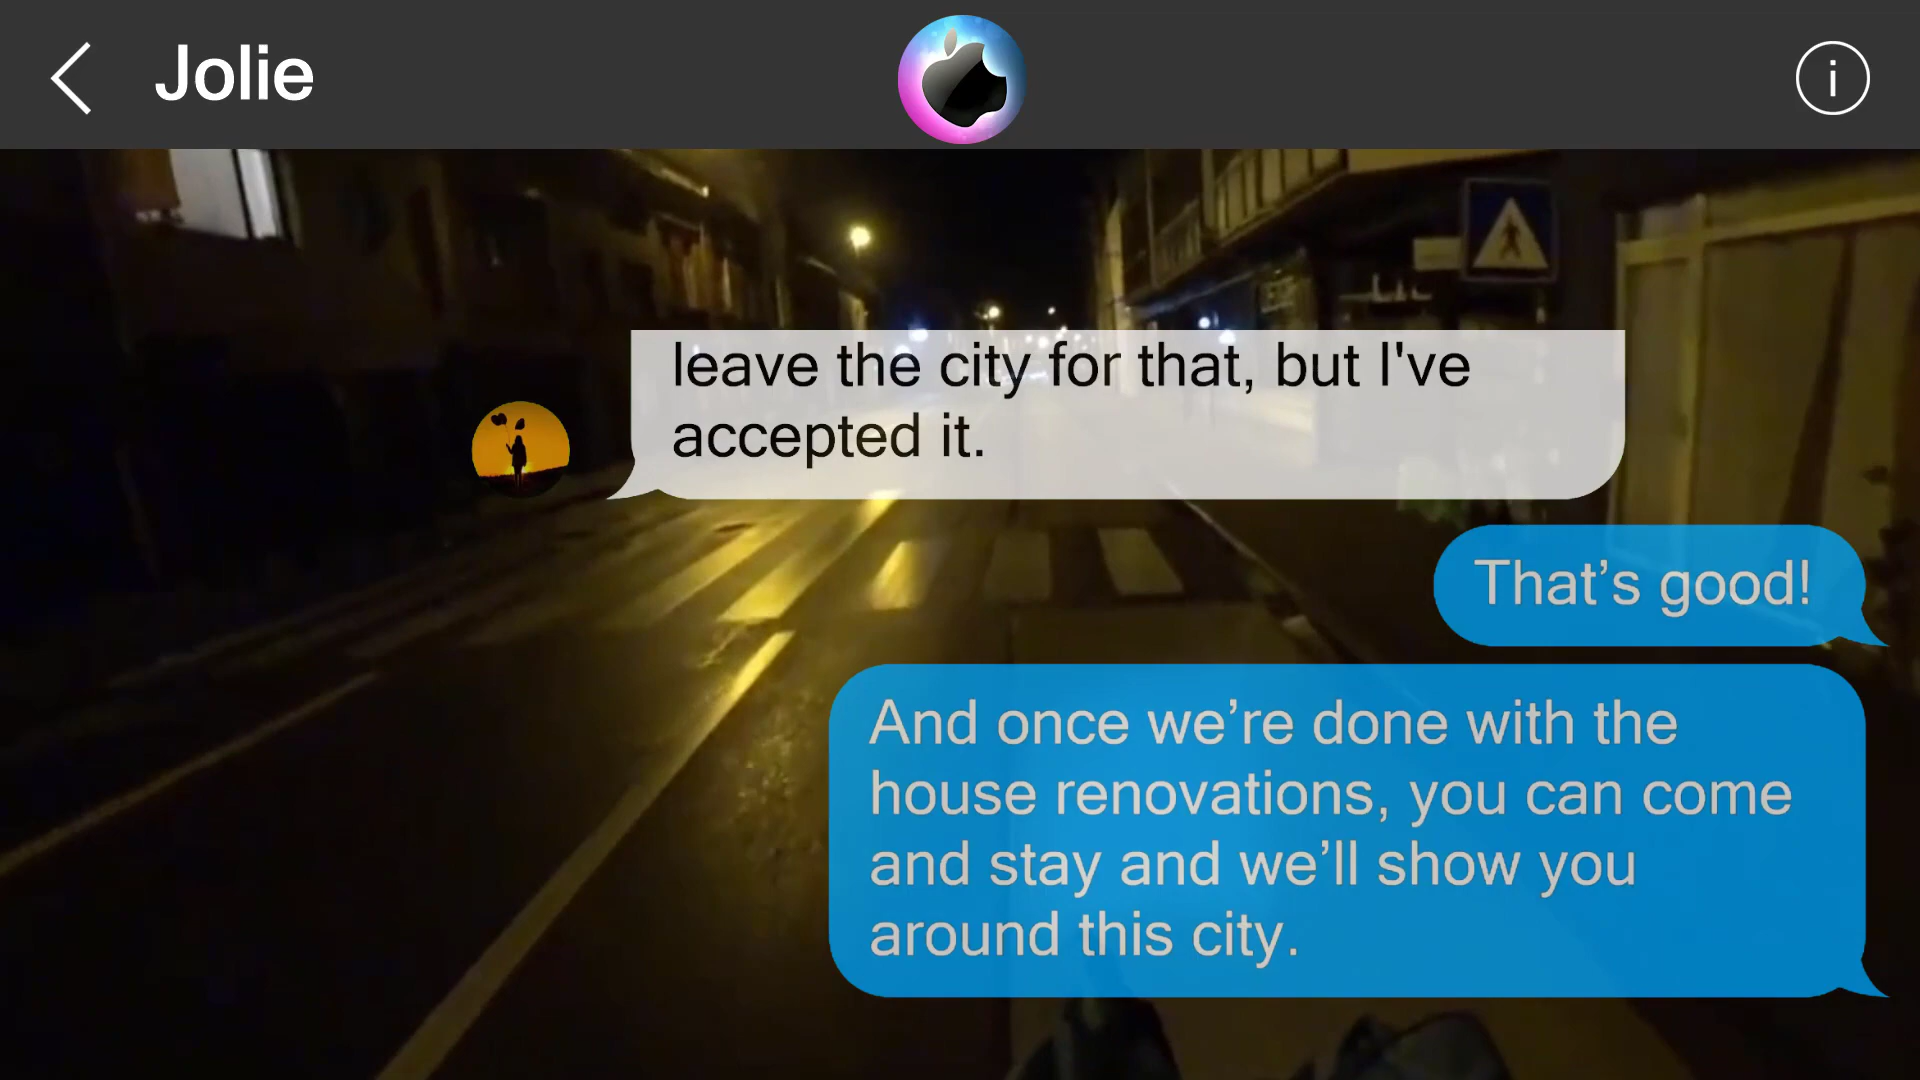 Jolie
i
leave the city for that, but I've
accepted it.
That’s good!
And once we’re done with the
house renovations, you can come
and stay and we’ll show you
around this city.